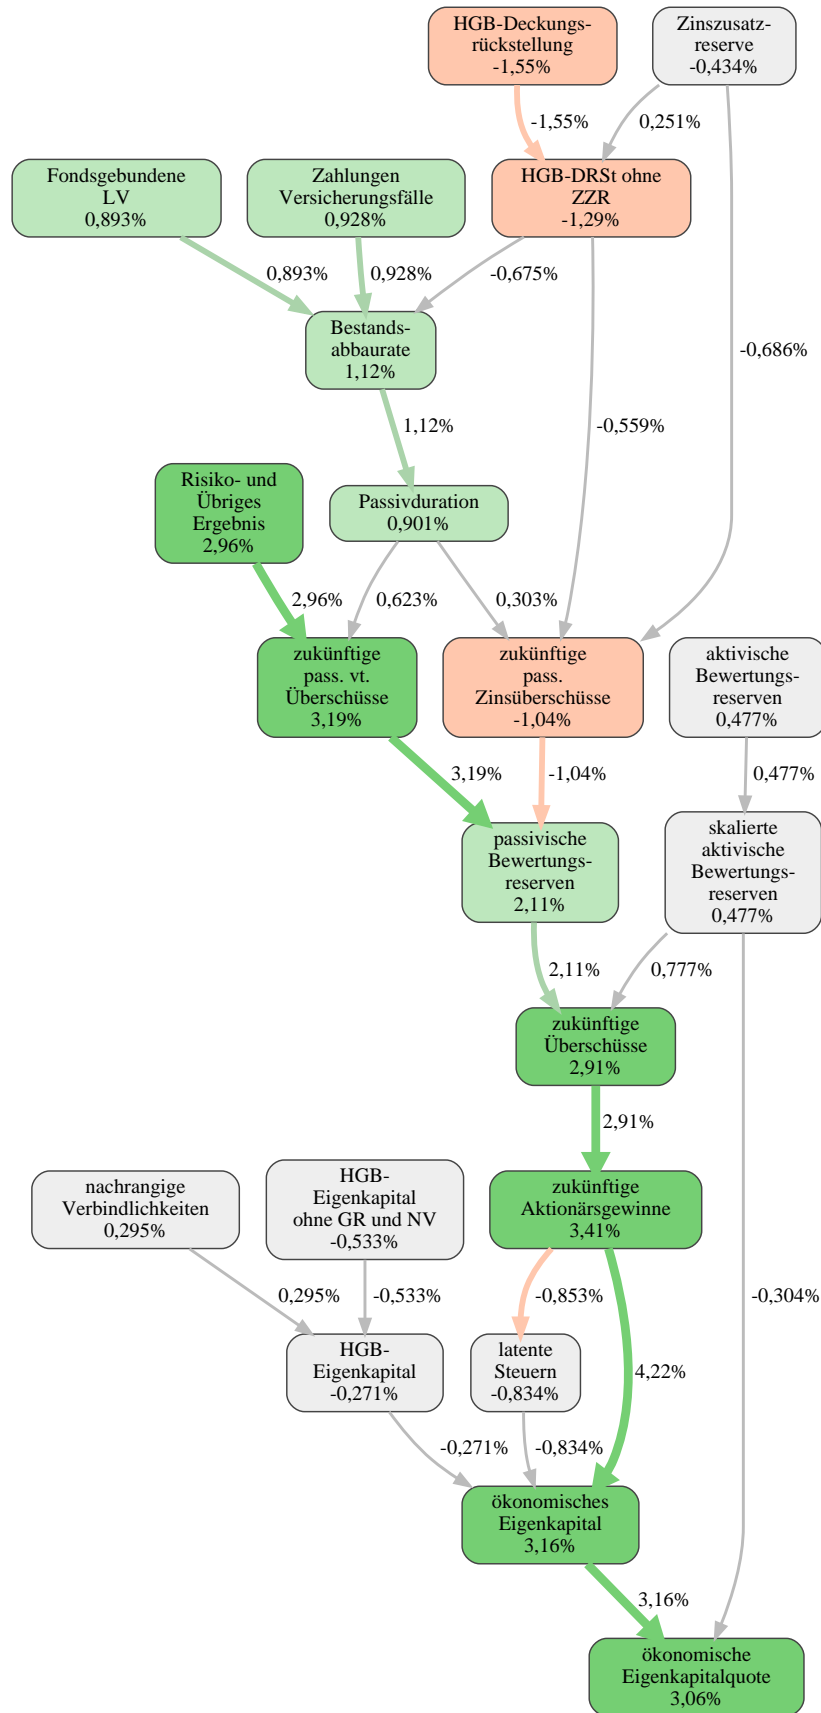 HGB-Deckungs-
rückstellung
-1,55%
Zinszusatz-
reserve
-0,434%
-1,55%
0,251%
Fondsgebundene
LV
0,893%
Zahlungen
Versicherungsfälle
0,928%
HGB-DRSt ohne
ZZR
-1,29%
0,893%
0,928%
-0,675%
Bestands-
abbaurate
1,12%
-0,686%
1,12%
-0,559%
Risiko- und
Übriges
Ergebnis
2,96%
Passivduration
0,901%
2,96%
0,623%
0,303%
zukünftige
pass. vt.
Überschüsse
3,19%
zukünftige
pass.
Zinsüberschüsse
-1,04%
aktivische
Bewertungs-
reserven
0,477%
3,19%
-1,04%
0,477%
passivische
Bewertungs-
reserven
2,11%
skalierte
aktivische
Bewertungs-
reserven
0,477%
2,11%
0,777%
zukünftige
Überschüsse
2,91%
2,91%
nachrangige
Verbindlichkeiten
0,295%
HGB-
Eigenkapital
ohne GR und NV
-0,533%
zukünftige
Aktionärsgewinne
3,41%
0,295%
-0,533%
-0,853%
-0,304%
HGB-
Eigenkapital
-0,271%
latente
Steuern
-0,834%
4,22%
-0,271%
-0,834%
ökonomisches
Eigenkapital
3,16%
3,16%
ökonomische
Eigenkapitalquote
3,06%